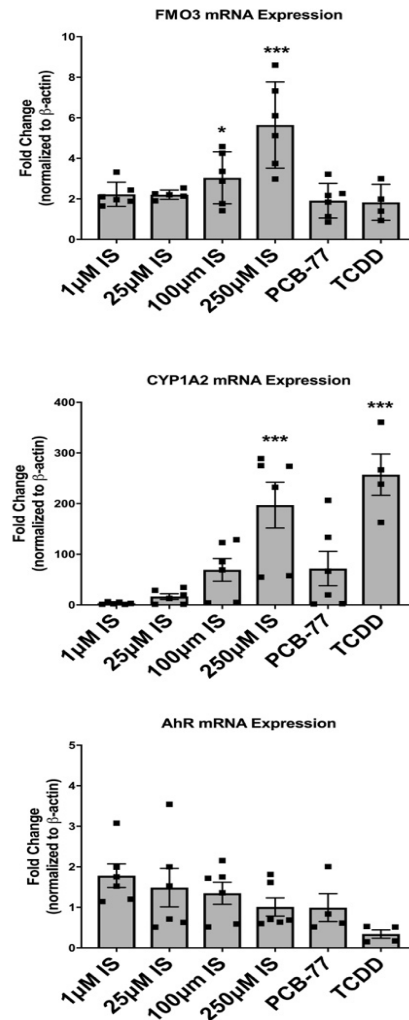 FMO3 mRNA Expression
Fold Change
(normalized to β-actin)
10
8
6
4
2
0
*
***
1μM IS
25μM IS
100μm IS
250μM IS
PCB-77
TCDD
CYP1A2 mRNA Expression
Fold Change
(normalized to β-actin)
400
300
200
100
0
***
***
1μM IS
25μM IS
100μm IS
250μM IS
PCB-77
TCDD
AhR mRNA Expression
Fold Change
(normalized to β-actin)
5
4
3
2
1
0
1μM IS
25μM IS
100μm IS
250μM IS
PCB-77
TCDD